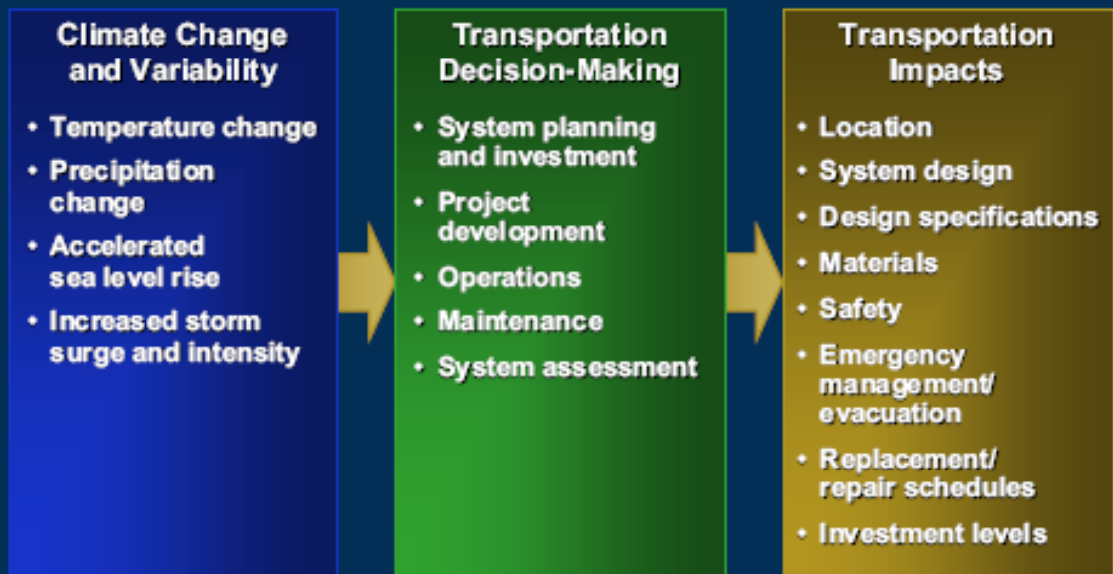 Climate Change
and Variability
• Temperature change
• Precipitation
change
• Accelerated
sea level rise
• Increased storm
surge and intensity
Transportation
Decision-Making
• System planning
and investment
• Project
development
• Operations
• Maintenance
• System assessment
Transportation
Impacts
• Location
• System design
• Design specifications
• Materials
• Safety
• Emergency
management/
evacuation
• Replacement/
repair schedules
• Investment levels